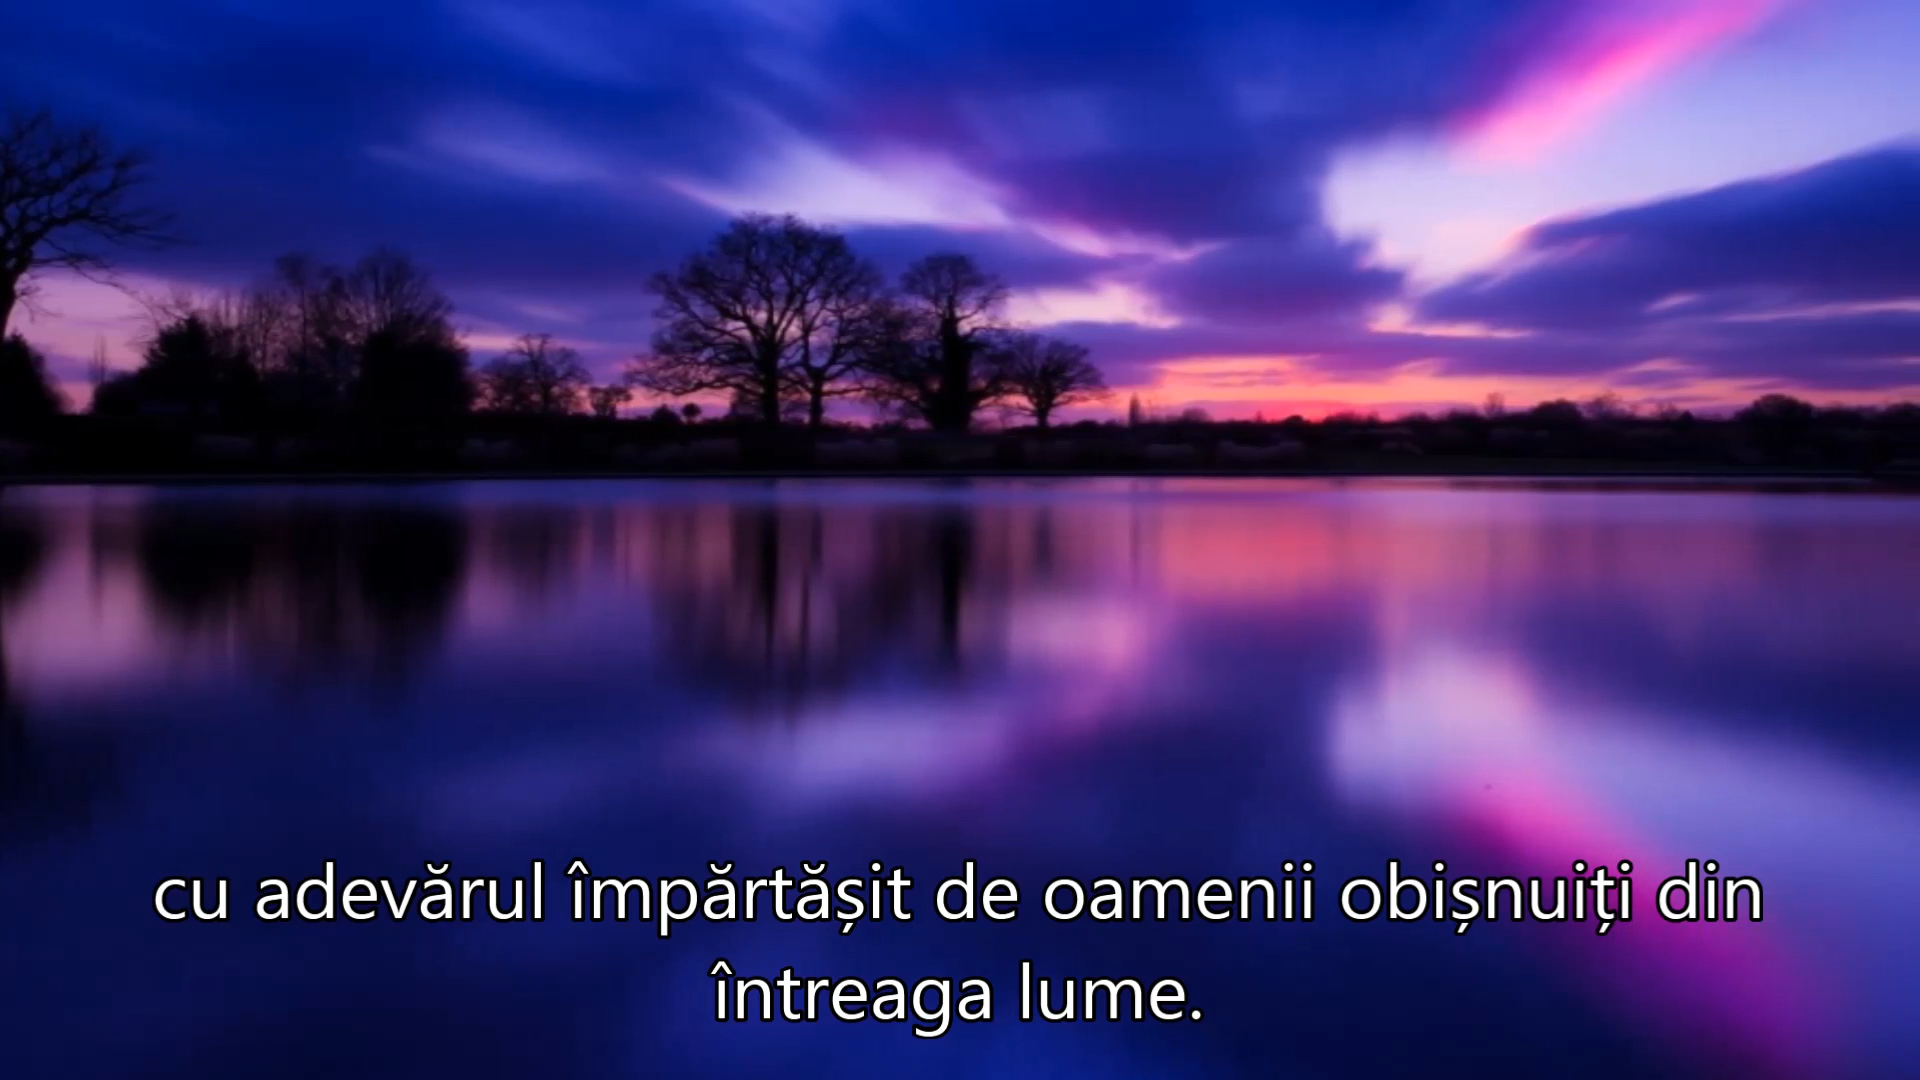 cu adevărul împărtășit de oamenii obișnuiți din
întreaga lume.